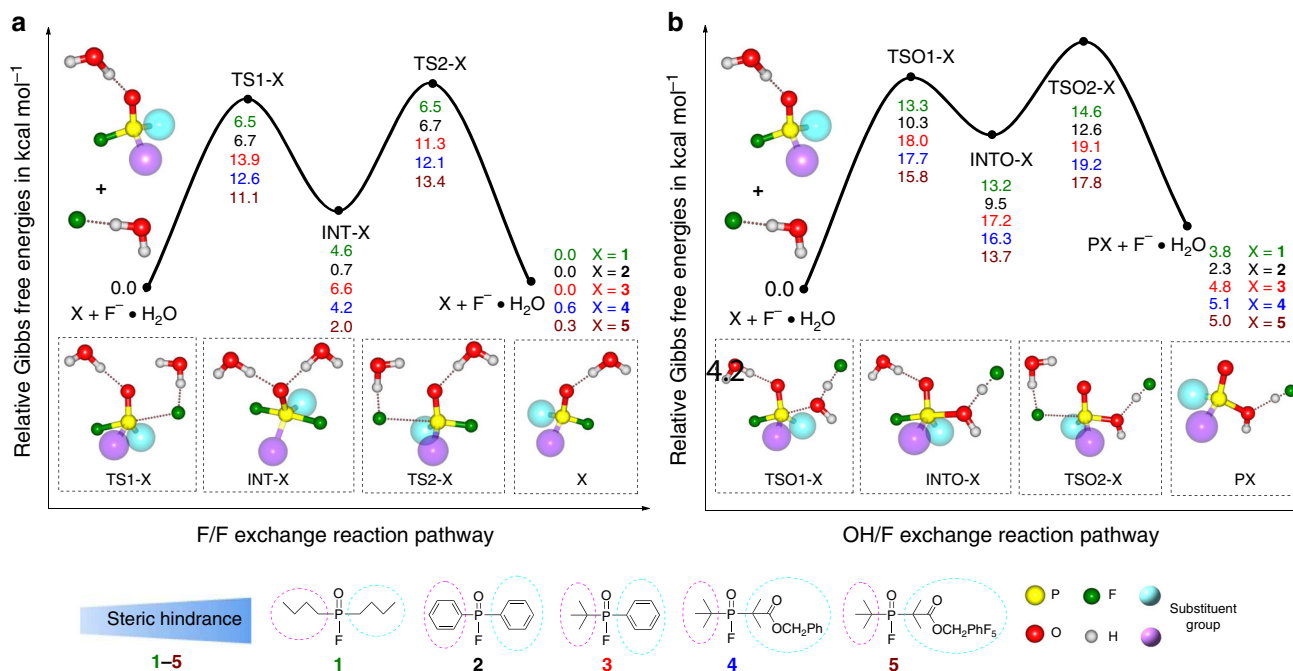 a
Relative Gibbs free energies in kcal mol⁻¹
+
0.0
X + F⁻ • H₂O
TS1-X
6.5
6.7
13.9
12.6
11.1
INT-X
4.6
0.7
6.6
4.2
2.0
TS2-X
6.5
6.7
11.3
12.1
13.4
X + F⁻ • H₂O
0.0 X = 1
0.0 X = 2
0.0 X = 3
0.6 X = 4
0.3 X = 5
TS1-X
INT-X
TS2-X
X
F/F exchange reaction pathway
b
Relative Gibbs free energies in kcal mol⁻¹
+
0.0
X + F⁻ • H₂O
TSO1-X
13.3
10.3
18.0
17.7
15.8
INTO-X
13.2
9.5
17.2
16.3
13.7
TSO2-X
14.6
12.6
19.1
19.2
17.8
PX + F⁻ • H₂O
3.8 X = 1
2.3 X = 2
4.8 X = 3
5.1 X = 4
5.0 X = 5
4.2
TSO1-X
INTO-X
TSO2-X
PX
OH/F exchange reaction pathway
Steric hindrance
1–5
O
P
F
1
O
P
F
2
O
P
F
3
O
O
P
F
OCH₂Ph
4
O
O
P
F
OCH₂PhF₅
5
P
F
O
H
Substituent
group